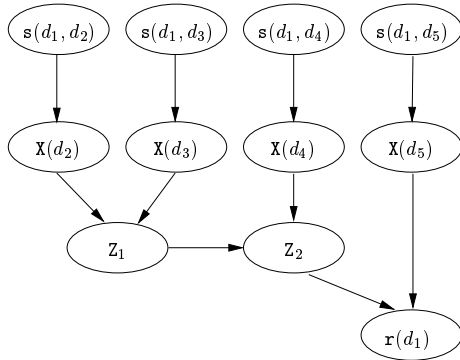 s(d₁, d₂) s(d₁, d₃) s(d₁, d₄) s(d₁, d₅)
X(d₂) X(d₃) X(d₄) X(d₅)
Z₁ Z₂
r(d₁)